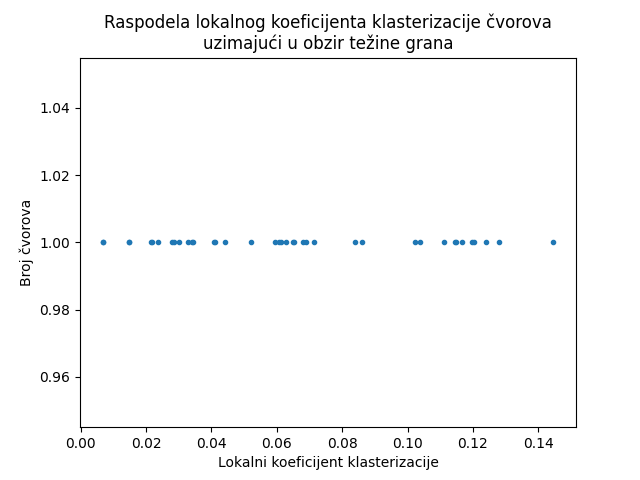 Raspodela lokalnog koeficijenta klasterizacije čvorova
uzimajući u obzir težine grana
1.04
1.02
1.00
0.98
0.96
Broj čvorova
0.00 0.02 0.04 0.06 0.08 0.10 0.12 0.14
Lokalni koeficijent klasterizacije